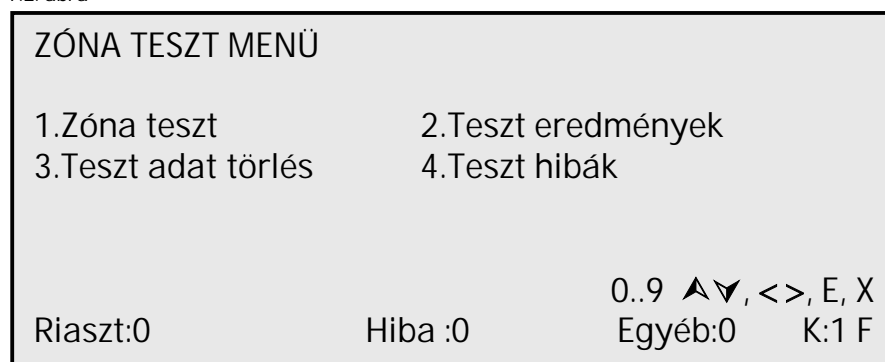 ZÓNA TESZT MENÜ
1.Zóna teszt 2.Teszt eredmények
3.Teszt adat törlés 4.Teszt hibák
0..9 ⮝⮟, < >, E, X
Riaszt:0 Hiba :0 Egyéb:0 K:1 F